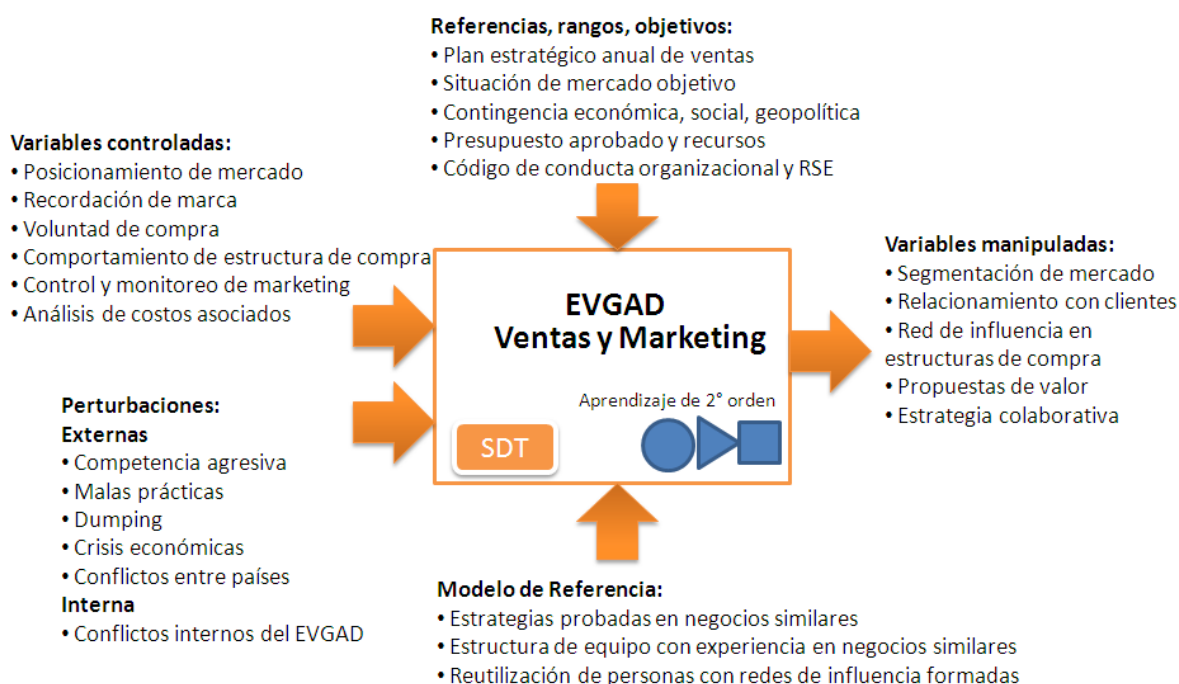 Referencias, rangos, objetivos:
• Plan estratégico anual de ventas
• Situación de mercado objetivo
• Contingencia económica, social, geopolítica
• Presupuesto aprobado y recursos
• Código de conducta organizacional y RSE
Variables controladas:
• Posicionamiento de mercado
• Recordación de marca
• Voluntad de compra
• Comportamiento de estructura de compra
• Control y monitoreo de marketing
• Análisis de costos asociados
Perturbaciones:
Externas
• Competencia agresiva
• Malas prácticas
• Dumping
• Crisis económicas
• Conflictos entre países
Interna
• Conflictos internos del EVGAD
EVGAD
Ventas y Marketing
Aprendizaje de 2° orden
SDT
Variables manipuladas:
• Segmentación de mercado
• Relacionamiento con clientes
• Red de influencia en
estructuras de compra
• Propuestas de valor
• Estrategia colaborativa
Modelo de Referencia:
• Estrategias probadas en negocios similares
• Estructura de equipo con experiencia en negocios similares
• Reutilización de personas con redes de influencia formadas